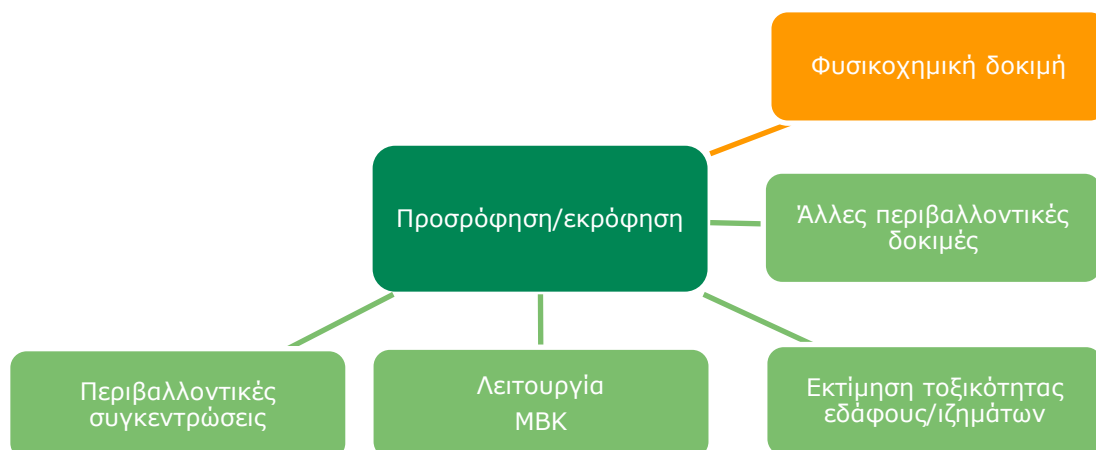 Φυσικοχημική δοκιμή
Προσρόφηση/εκρόφηση
Άλλες περιβαλλοντικές
δοκιμές
Περιβαλλοντικές
συγκεντρώσεις
Λειτουργία
ΜΒΚ
Εκτίμηση τοξικότητας
εδάφους/ιζημάτων